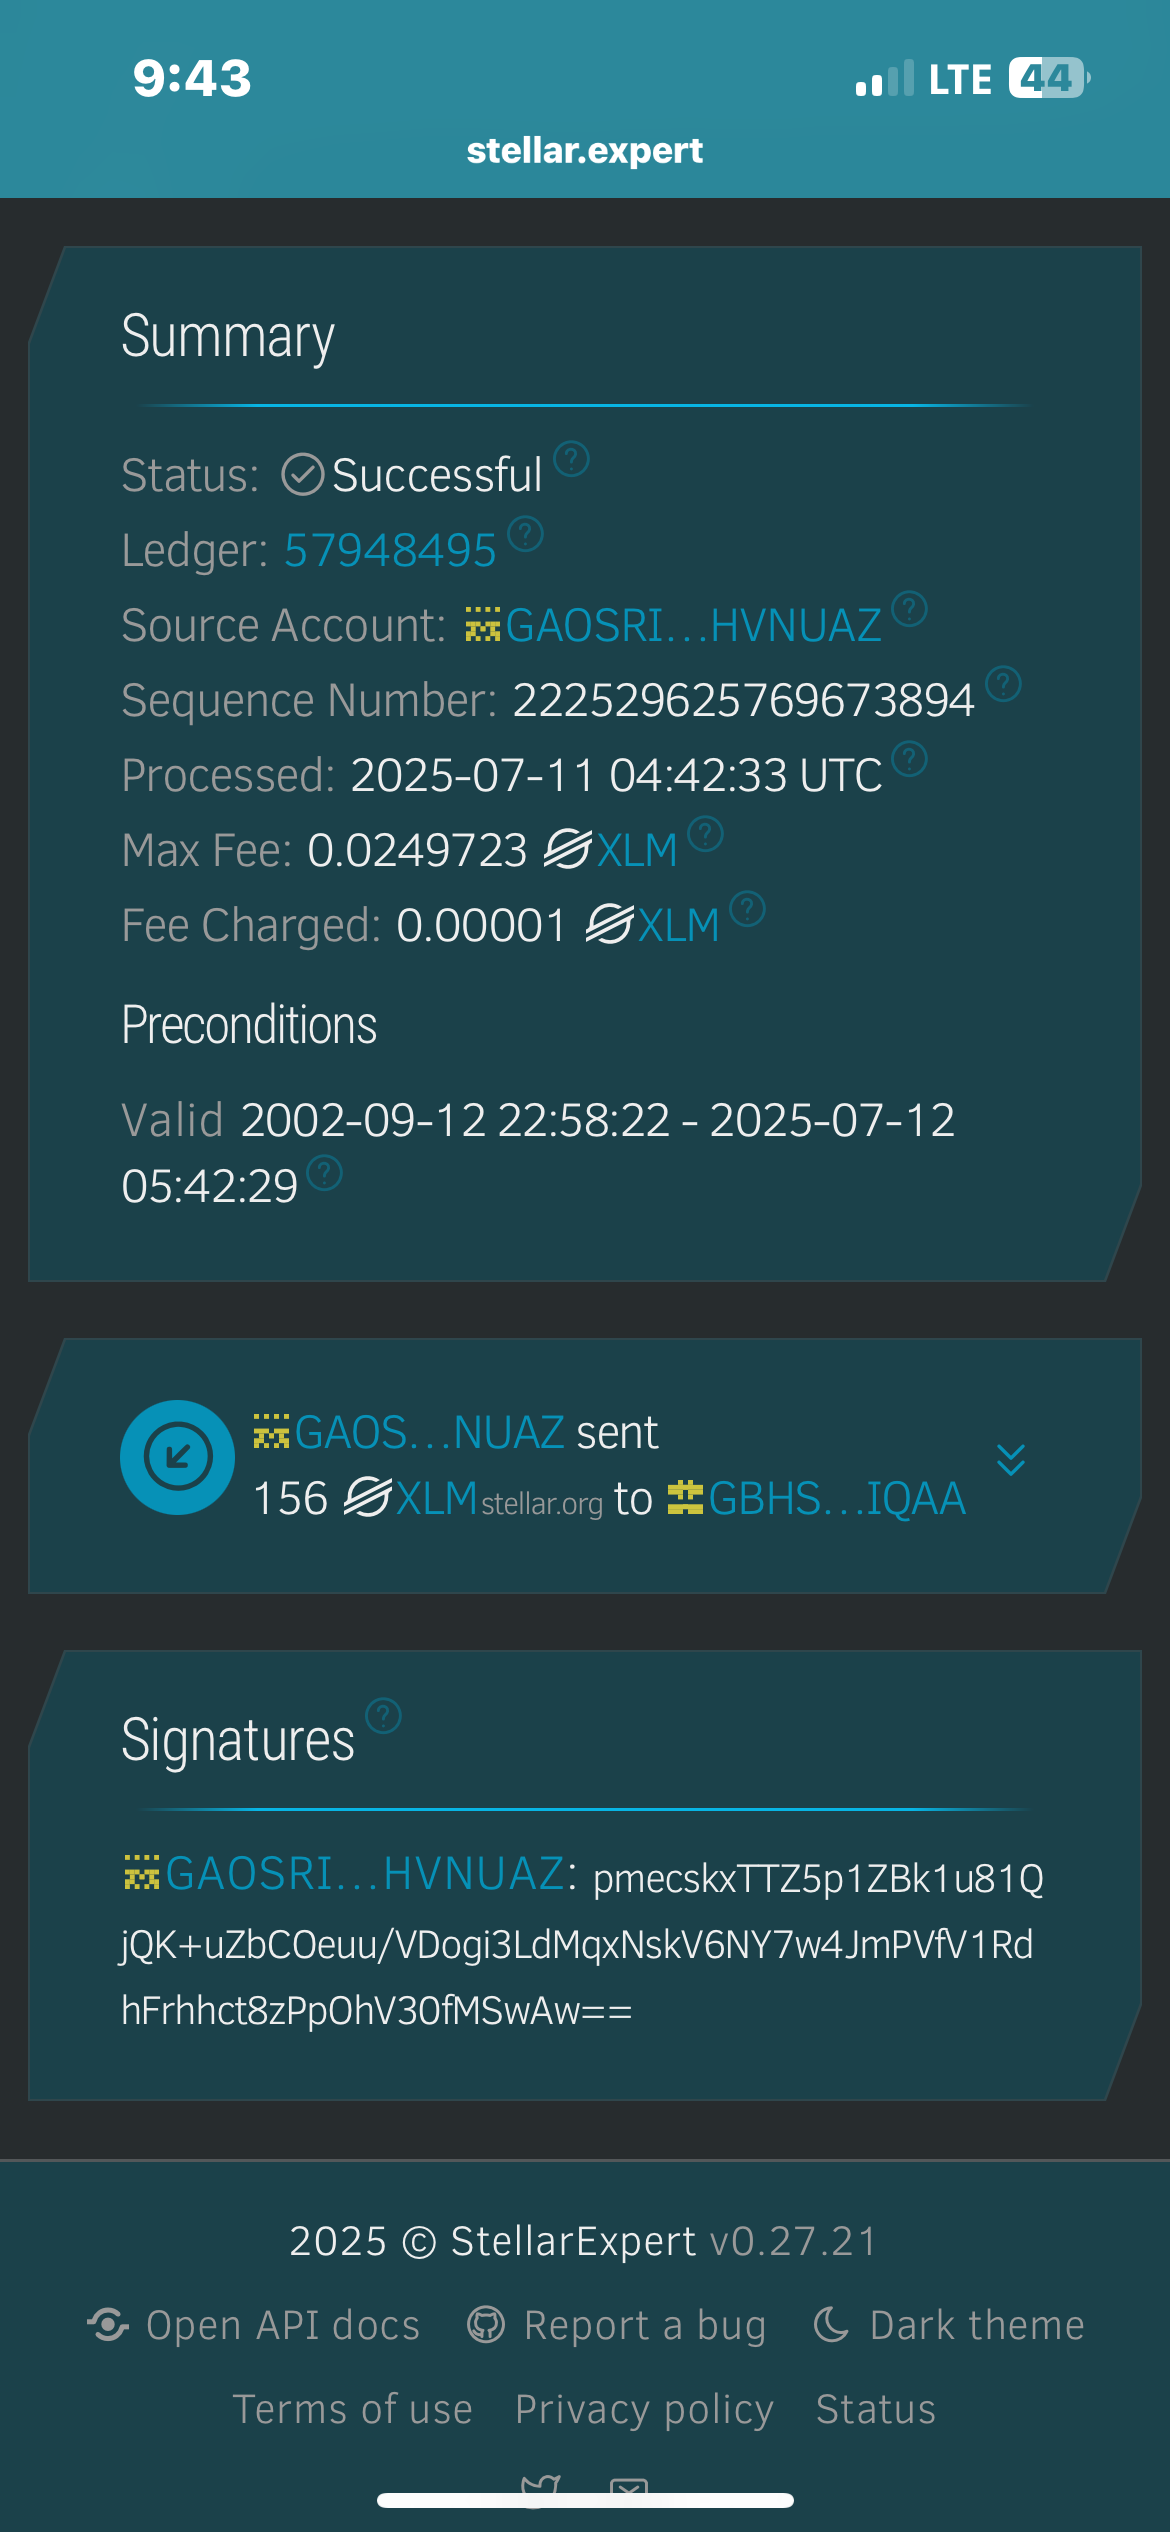 9:43
LTE 44
stellar.expert
Summary
Status: Successful
Ledger: 57948495
Source Account: GAOSRI...HVNUAZ
Sequence Number: 222529625769673894
Processed: 2025-07-11 04:42:33 UTC
Max Fee: 0.0249723 XLM
Fee Charged: 0.00001 XLM
Preconditions
Valid 2002-09-12 22:58:22 - 2025-07-12
05:42:29
GAOS...NUAZ sent
156 XLM stellar.org to GBHS...IQAA
Signatures
GAOSRI...HVNUAZ: pmecskxTTZ5p1ZBk1u81Q
jQK+uZbCOeuu/VDogi3LdMqxNskV6NY7w4JmPVfV1Rd
hFrhhct8zPpOhV30fMSwAw==
2025 © StellarExpert v0.27.21
Open API docs Report a bug Dark theme
Terms of use Privacy policy Status